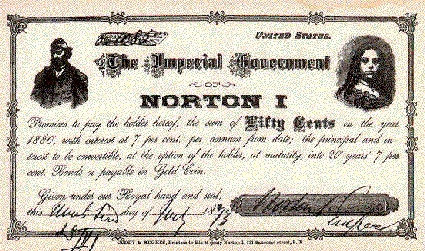 UNITED STATES.
The Imperial Government
NORTON I
Promises to pay the holder hereof, the sum of Fifty Cents in the year
1880, with interest at 7 per cent. per annum from date; the principal and in
terest to be convertible, at the option of the holder, at maturity, into 20 years' 7 per
cent. Bonds payable in Gold Coin.
Given under our Royal hand and seal,
this day of 187
Norton I
Emperor